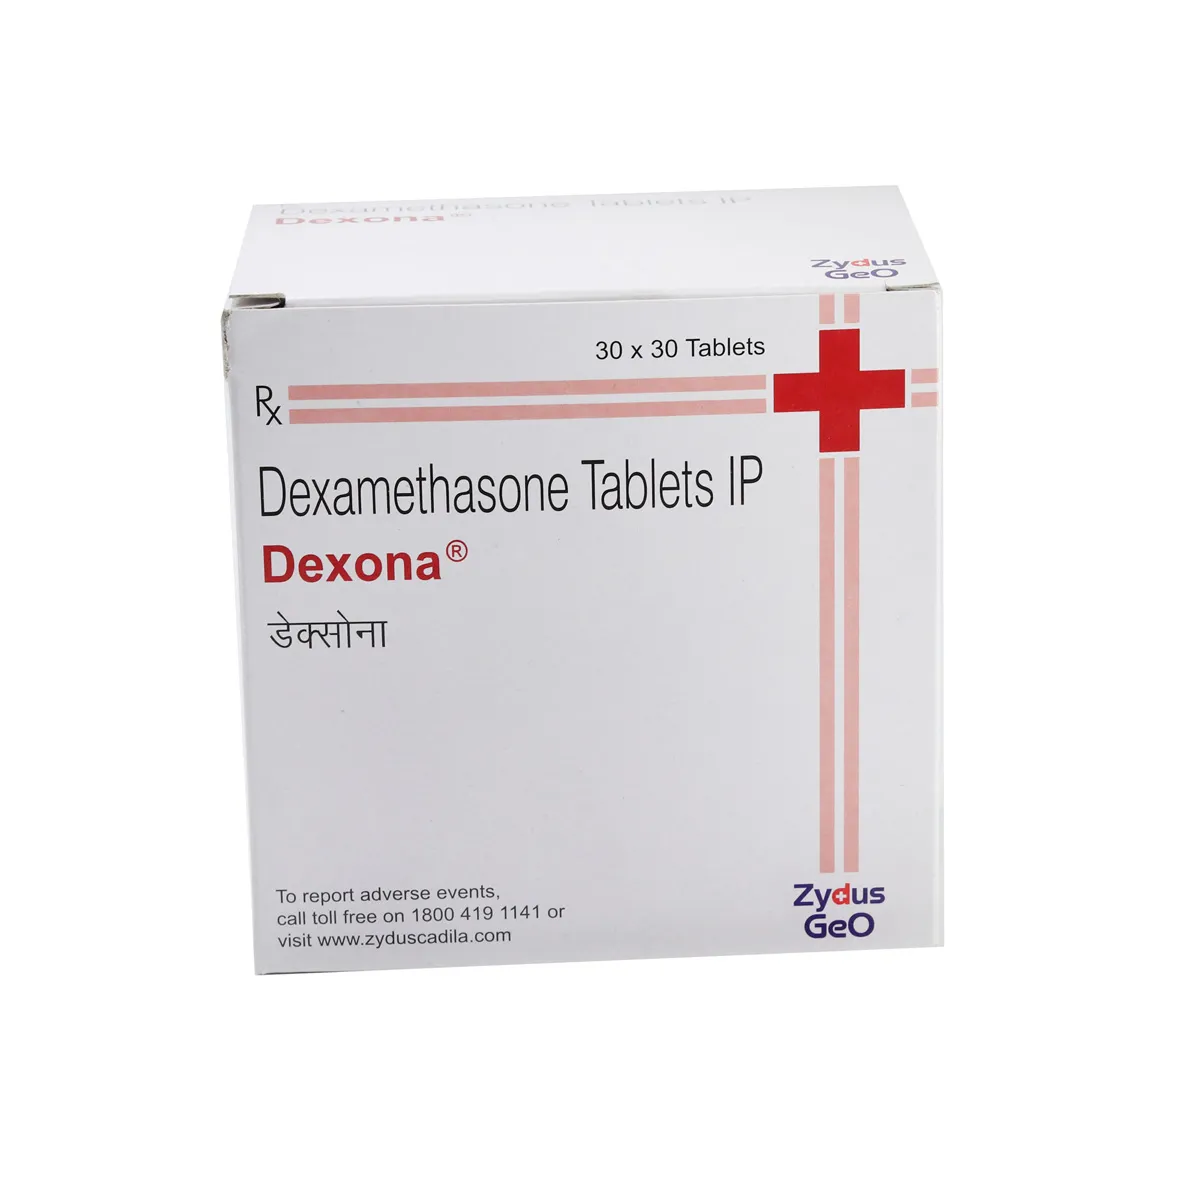 Dexamethasone Tablets IP
Dexona®
Zydus
GeO
30 x 30 Tablets
Rx
Dexamethasone Tablets IP
Dexona®
डेक्सोना
To report adverse events,
call toll free on 1800 419 1141 or
visit www.zyduscadila.com
Zydus
GeO